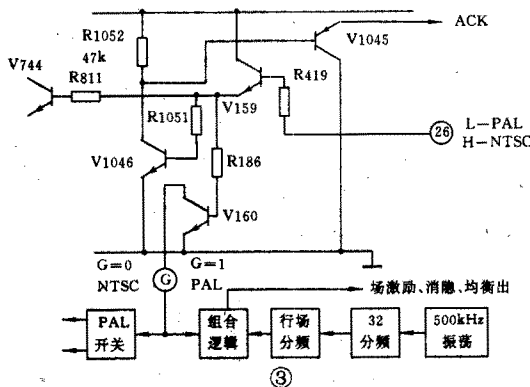 R1052
47k
ACK
V1045
V744
R811
R419
V159
R1051
26
L-PAL
H-NTSC
V1046
R186
V160
G=0
NTSC
G
G=1
PAL
场激励、消隐、均衡出
PAL
开关
组合
逻辑
行场
分频
32
分频
500kHz
振荡
③